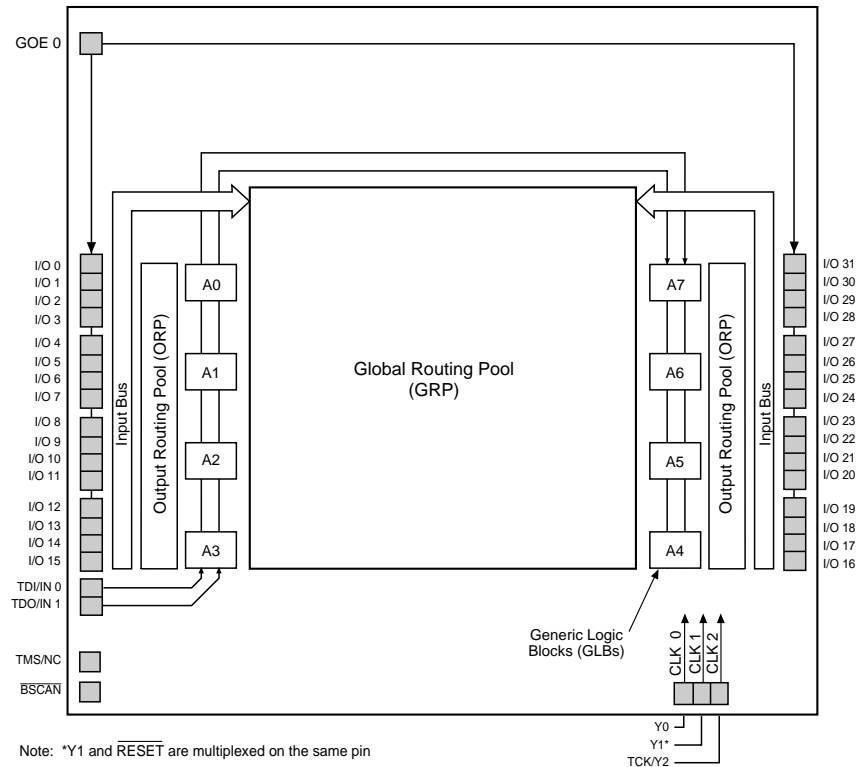 GOE 0
I/O 0
I/O 1
I/O 2
I/O 3
I/O 4
I/O 5
I/O 6
I/O 7
I/O 8
I/O 9
I/O 10
I/O 11
I/O 12
I/O 13
I/O 14
I/O 15
TDI/IN 0
TDO/IN 1
TMS/NC
BSCAN
Input Bus
Output Routing Pool (ORP)
A0
A1
A2
A3
Global Routing Pool
(GRP)
A7
A6
A5
A4
Output Routing Pool (ORP)
Input Bus
I/O 31
I/O 30
I/O 29
I/O 28
I/O 27
I/O 26
I/O 25
I/O 24
I/O 23
I/O 22
I/O 21
I/O 20
I/O 19
I/O 18
I/O 17
I/O 16
Generic Logic
Blocks (GLBs)
CLK 0
CLK 1
CLK 2
Y0
Y1*
TCK/Y2
Note: *Y1 and RESET are multiplexed on the same pin